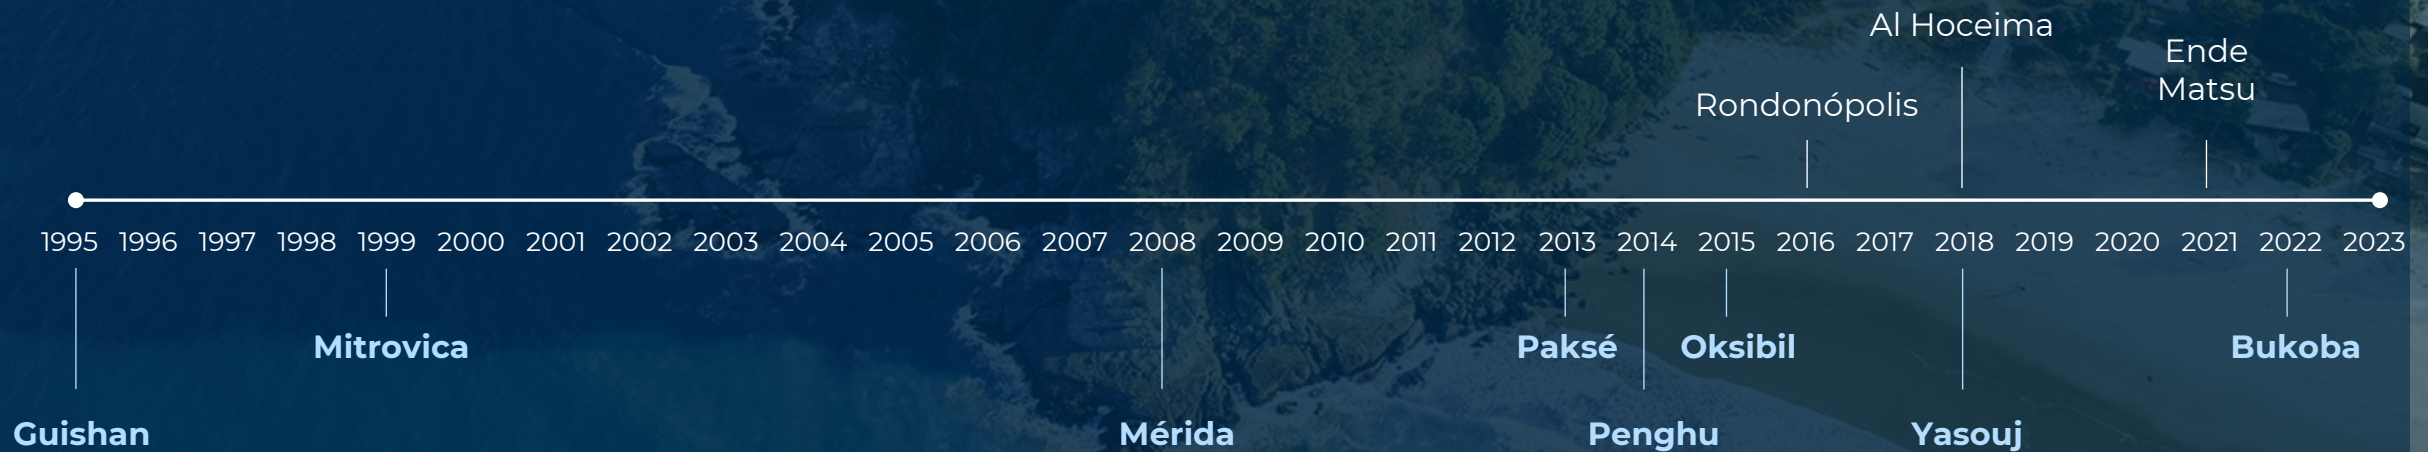 Al Hoceima
Ende
Matsu
Rondonópolis
1995 1996 1997 1998 1999 2000 2001 2002 2003 2004 2005 2006 2007 2008 2009 2010 2011 2012 2013 2014 2015 2016 2017 2018 2019 2020 2021 2022 2023
Mitrovica Paksé Oksibil Bukoba
Guishan Mérida Penghu Yasouj